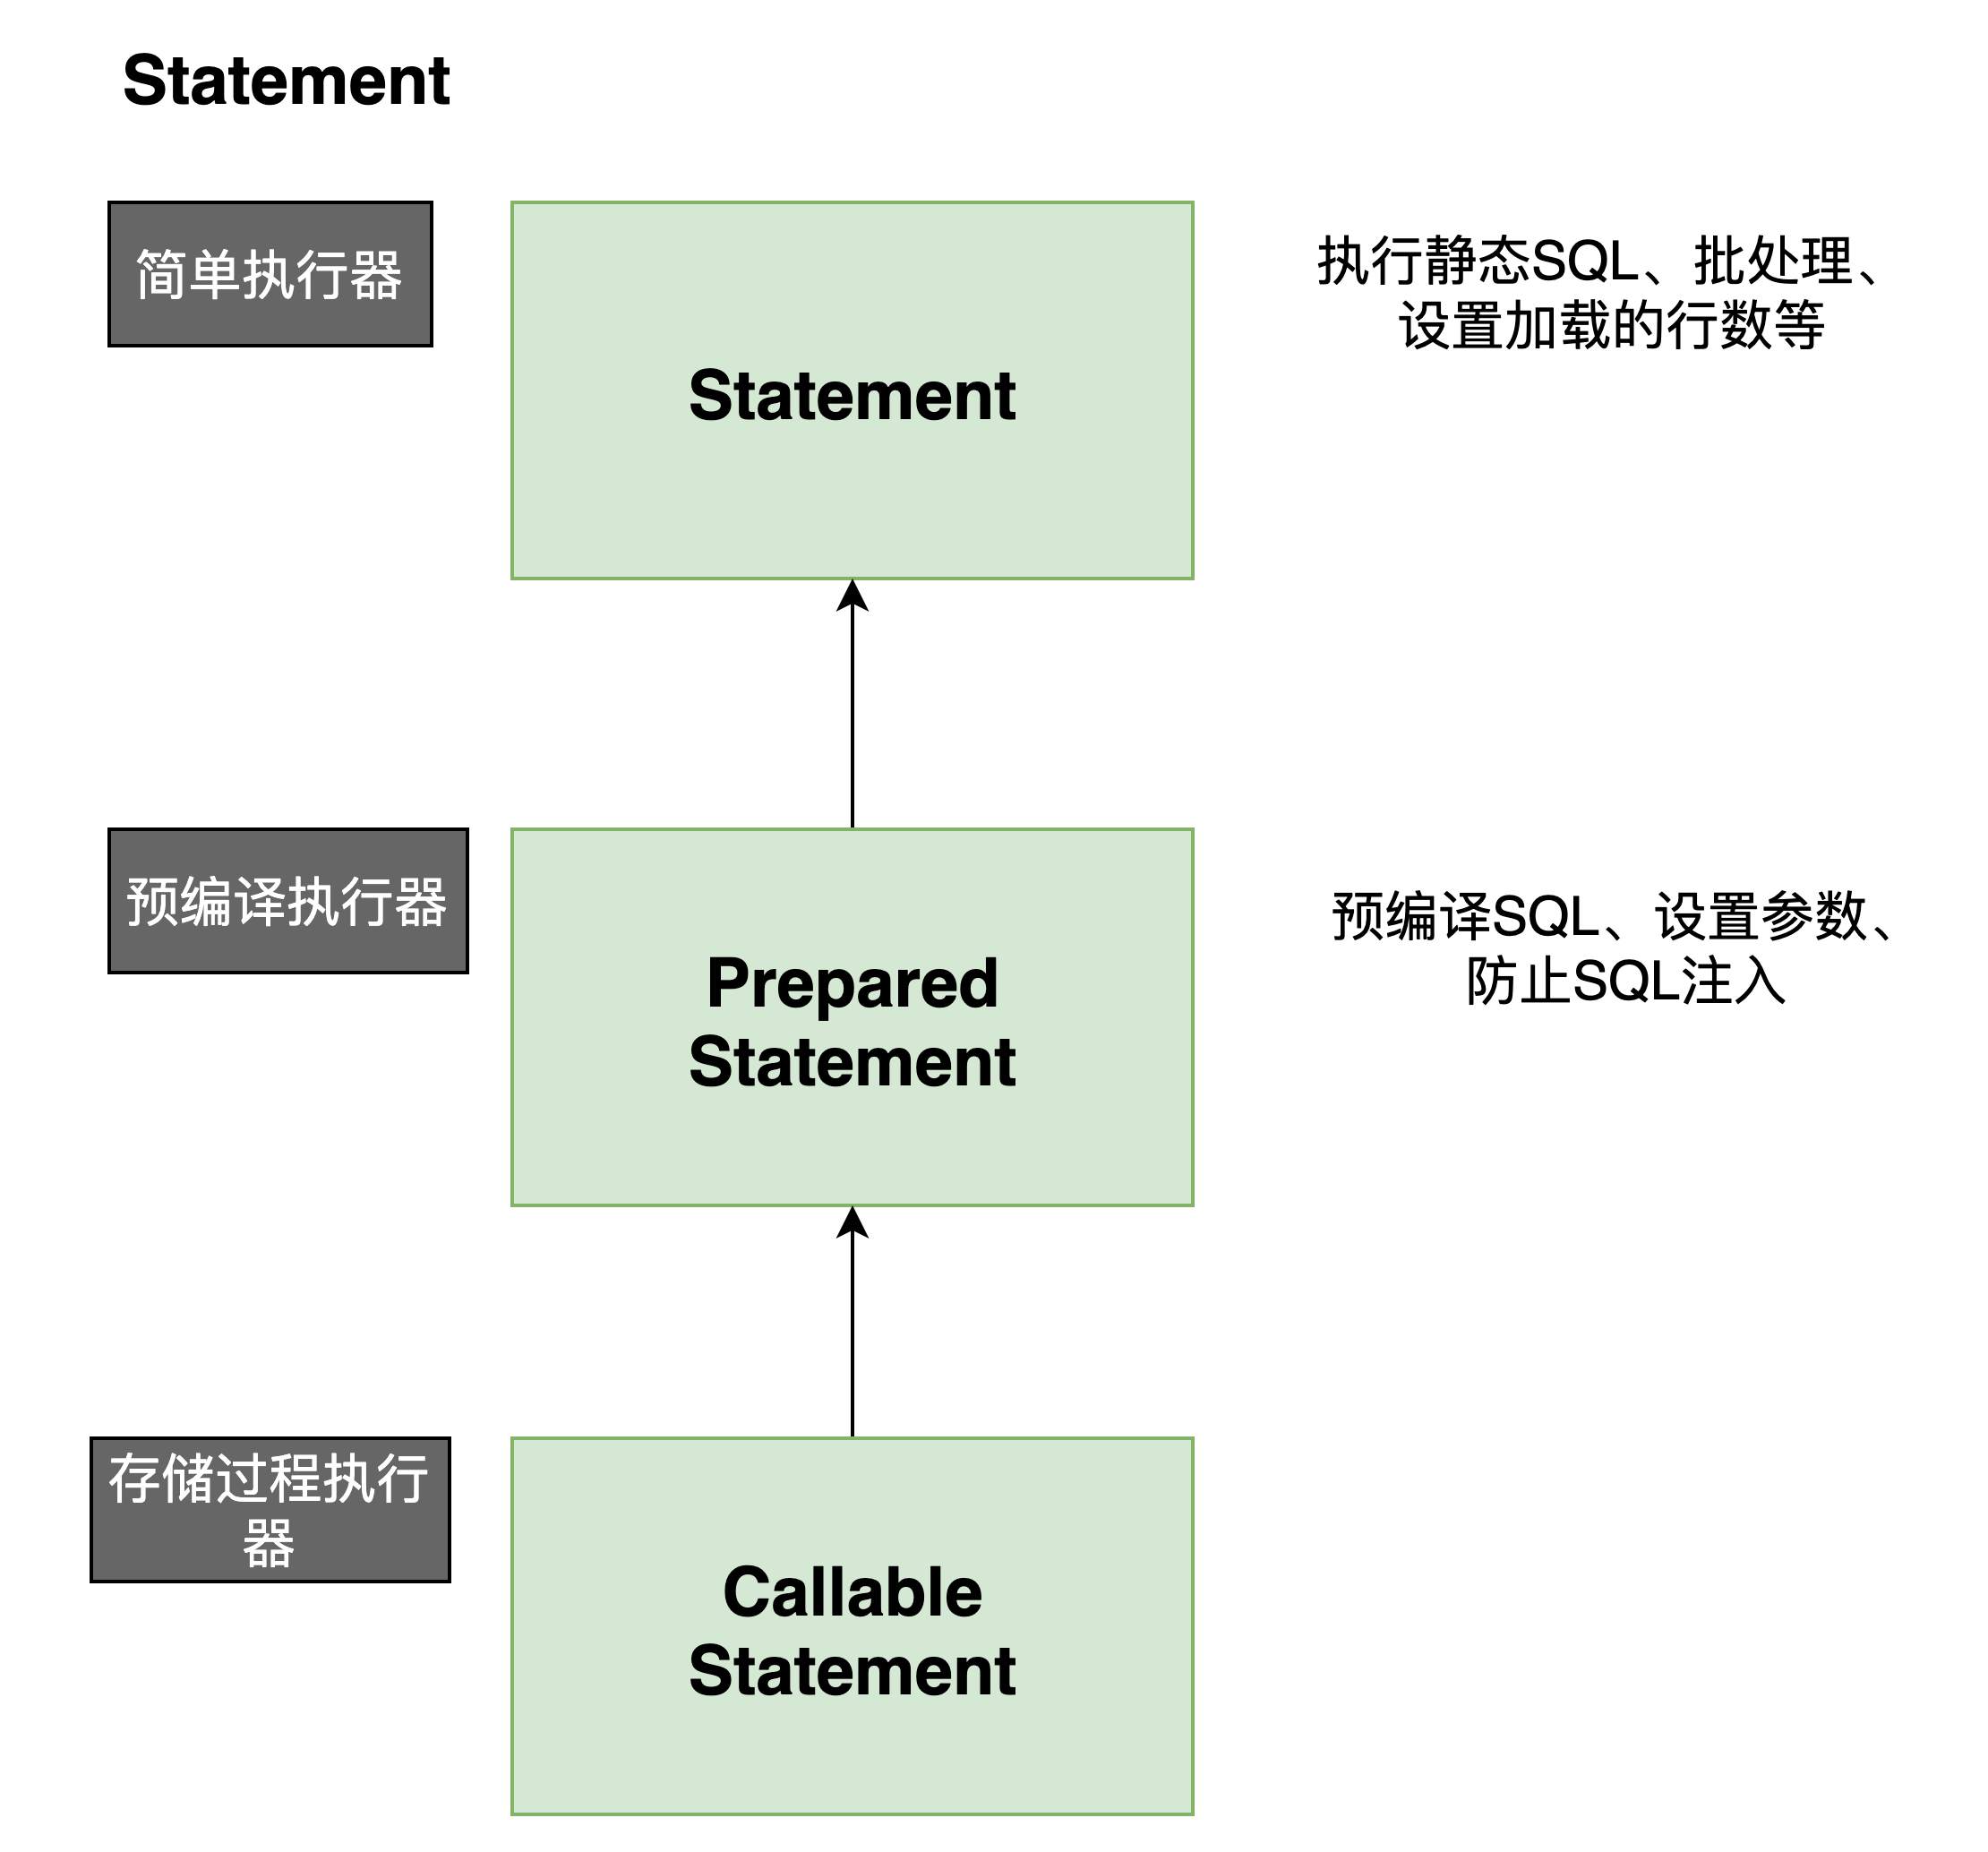 Statement
简单执行器
Statement
执行静态SQL、批处理、
设置加载的行数等
预编译执行器
Prepared
Statement
预编译SQL、设置参数、
防止SQL注入
存储过程执行
器
Callable
Statement